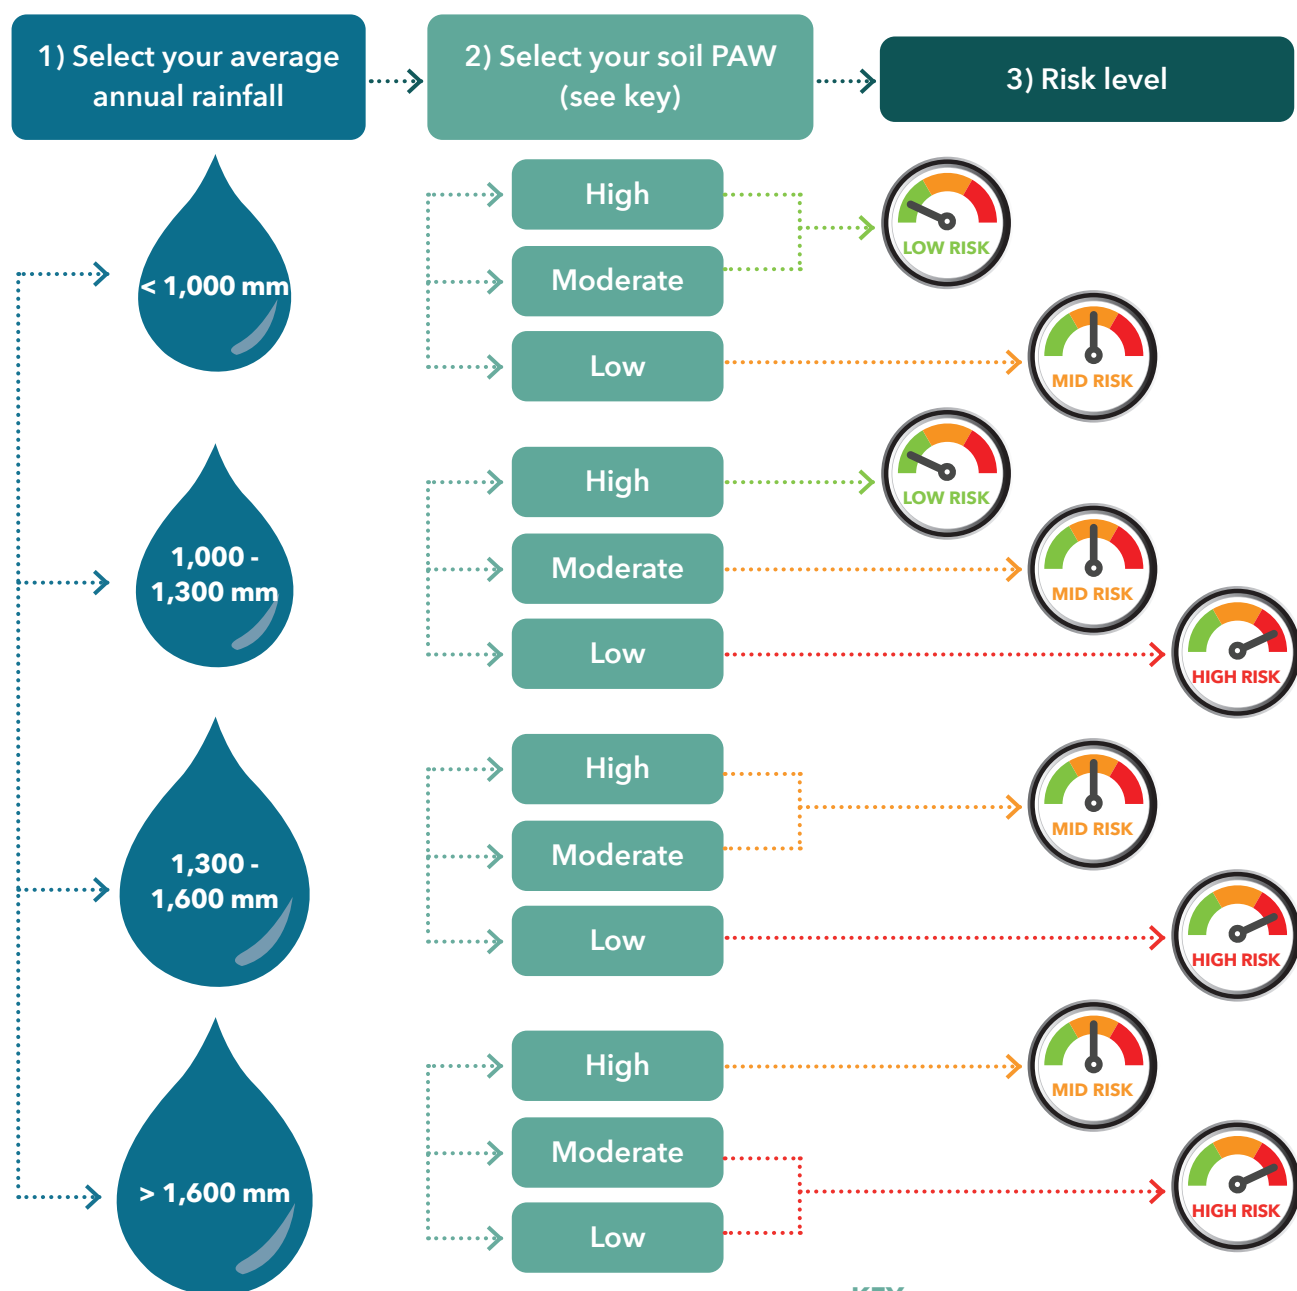 1) Select your average
annual rainfall
2) Select your soil PAW
(see key)
3) Risk level
< 1,000 mm
High
Moderate
Low
LOW RISK
MID RISK
1,000 -
1,300 mm
High
Moderate
Low
LOW RISK
MID RISK
HIGH RISK
1,300 -
1,600 mm
High
Moderate
Low
MID RISK
HIGH RISK
> 1,600 mm
High
Moderate
Low
MID RISK
HIGH RISK
KEY